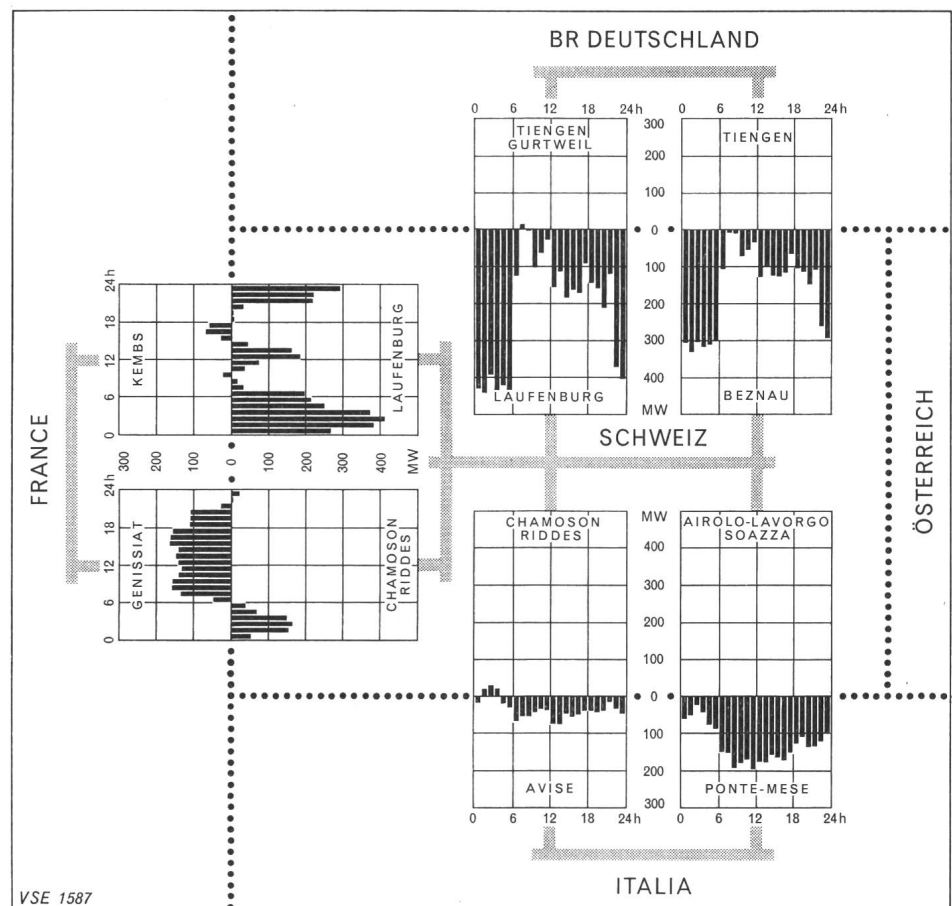 BR DEUTSCHLAND
0 6 12 18 24h
0 6 12 18 24h
300
200
100
0
100
200
300
400
MW
TIENGEN
GURTWEIL
LAUFENBURG
TIENGEN
BEZNAU
FRANCE
24h
18
12
6
0
KEMBS
LAUFENBURG
300 200 100 0 100 200 300 400 MW
24h
18
12
6
0
GENISSIAT
CHAMOSON
RIDDES
SCHWEIZ
ÖSTERREICH
MW
400
300
200
100
0
100
200
300
CHAMOSON
RIDDES
AVISE
AIROLO-LAVORGO
SOAZZA
PONTE-MESE
0 6 12 18 24h
0 6 12 18 24h
ITALIA
VSE 1587